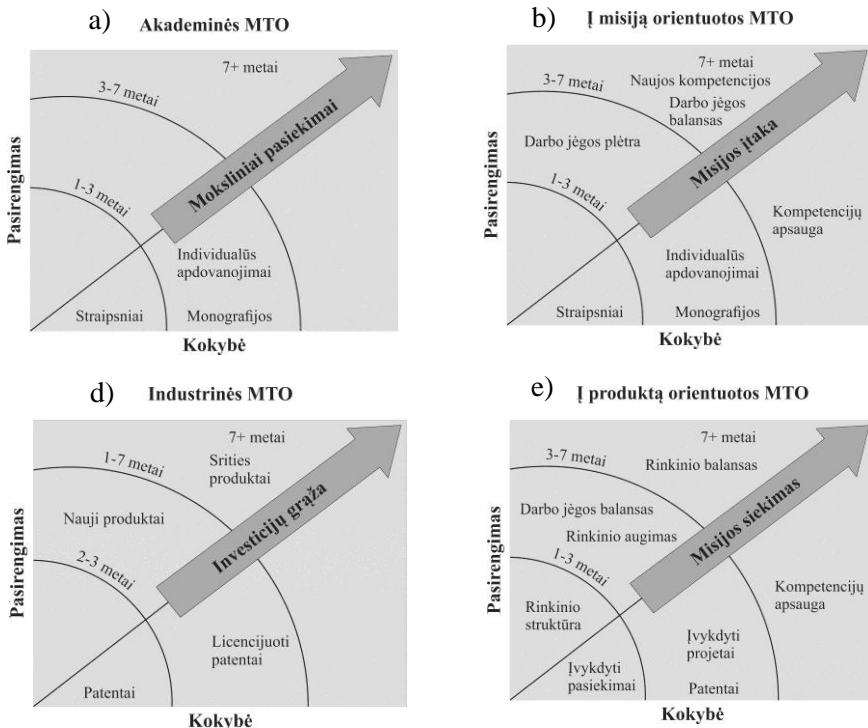 a)
Akademinės MTO
7+ metai
3-7 metai
1-3 metai
Moksliniai pasiekimai
Individualūs
apdovanojimai
Straipsniai
Monografijos
Pasirengimas
Kokybė
b)
Į misiją orientuotos MTO
7+ metai
Naujos kompetencijos
Darbo jėgos
balansas
3-7 metai
Darbo jėgos plėtra
1-3 metai
Misijos įtaka
Kompetencijų
apsauga
Individualūs
apdovanojimai
Straipsniai
Monografijos
Pasirengimas
Kokybė
d)
Industrinės MTO
7+ metai
Srities
produktai
1-7 metai
Nauji produktai
2-3 metai
Investicijų grąža
Licencijuoti
patentai
Patentai
Pasirengimas
Kokybė
e)
Į produktą orientuotos MTO
7+ metai
Rinkinio balansas
3-7 metai
Darbo jėgos balansas
Rinkinio augimas
1-3 metai
Misijos siekimas
Rinkinio
struktūra
Kompetencijų
apsauga
Įvykdyti
projetai
Įvykdyti
pasiekimai
Patentai
Pasirengimas
Kokybė